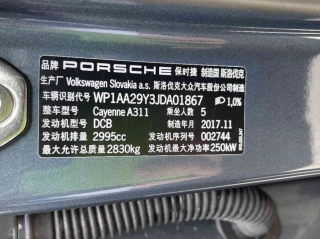 品牌 PORSCHE 保时捷 制造国 斯洛伐克
生产厂 Volkswagen Slovakia a.s. 斯洛伐克大众汽车股份公司 制造
车辆识别代号 WP1AA29Y3JDA01867 1,0%
整车型号 Cayenne A311 乘坐人数 5
发动机型号 DCB 制造年月 2017.11
发动机排量 2995cc 发动机号 002744
最大允许总质量 2830kg 发动机最大净功率 250kW